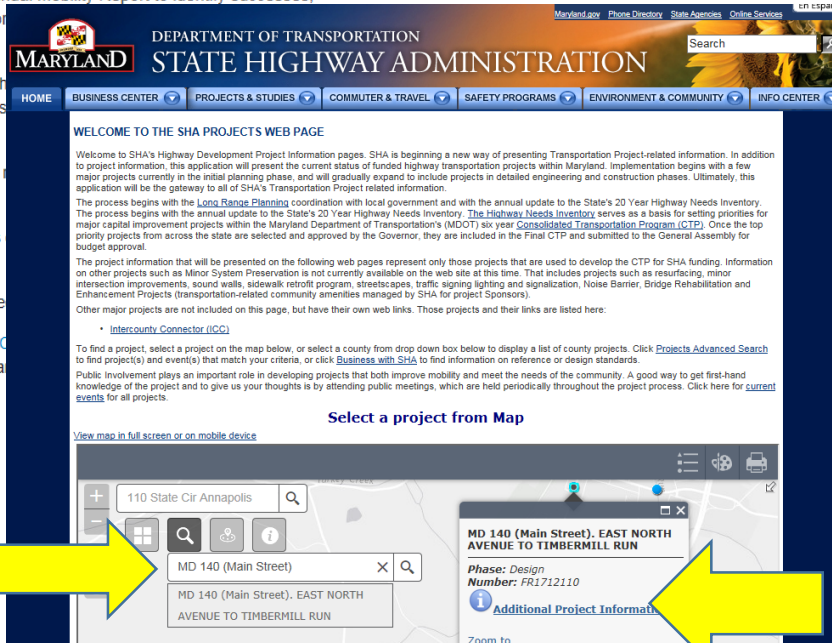 nual Mobility Report to identify successes,
Maryland.gov Phone Directory State Agencies Online Services
En Espa
DEPARTMENT OF TRANSPORTATION
MARYLAND
STATE HIGHWAY ADMINISTRATION
Search
HOME BUSINESS CENTER PROJECTS & STUDIES COMMUTER & TRAVEL SAFETY PROGRAMS ENVIRONMENT & COMMUNITY INFO CENTER
WELCOME TO THE SHA PROJECTS WEB PAGE
Welcome to SHA's Highway Development Project Information pages. SHA is beginning a new way of presenting Transportation Project-related information. In addition
to project information, this application will present the current status of funded highway transportation projects within Maryland. Implementation begins with a few
major projects currently in the initial planning phase, and will gradually expand to include projects in detailed engineering and construction phases. Ultimately, this
application will be the gateway to all of SHA's Transportation Project related information.
The process begins with the Long Range Planning coordination with local government and with the annual update to the State's 20 Year Highway Needs Inventory.
The process begins with the annual update to the State's 20 Year Highway Needs Inventory. The Highway Needs Inventory serves as a basis for setting priorities for
major capital improvement projects within the Maryland Department of Transportation's (MDOT) six year Consolidated Transportation Program (CTP). Once the top
priority projects from across the state are selected and approved by the Governor, they are included in the Final CTP and submitted to the General Assembly for
budget approval.
The project information that will be presented on the following web pages represent only those projects that are used to develop the CTP for SHA funding. Information
on other projects such as Minor System Preservation is not currently available on the web site at this time. That includes projects such as resurfacing, minor
intersection improvements, sound walls, sidewalk retrofit program, streetscapes, traffic signing lighting and signalization, Noise Barrier, Bridge Rehabilitation and
Enhancement Projects (transportation-related community amenities managed by SHA for project Sponsors).
Other major projects are not included on this page, but have their own web links. Those projects and their links are listed here:
• Intercounty Connector (ICC)
To find a project, select a project on the map below, or select a county from drop down box below to display a list of county projects. Click Projects Advanced Search
to find project(s) and event(s) that match your criteria, or click Business with SHA to find information on reference or design standards.
Public Involvement plays an important role in developing projects that both improve mobility and meet the needs of the community. A good way to get first-hand
knowledge of the project and to give us your thoughts is by attending public meetings, which are held periodically throughout the project process. Click here for current
events for all projects.
Select a project from Map
View map in full screen or on mobile device
110 State Cir Annapolis
MD 140 (Main Street)
MD 140 (Main Street). EAST NORTH
AVENUE TO TIMBERMILL RUN
MD 140 (Main Street). EAST NORTH
AVENUE TO TIMBERMILL RUN
Phase: Design
Number: FR1712110
Additional Project Informati
Zoom to